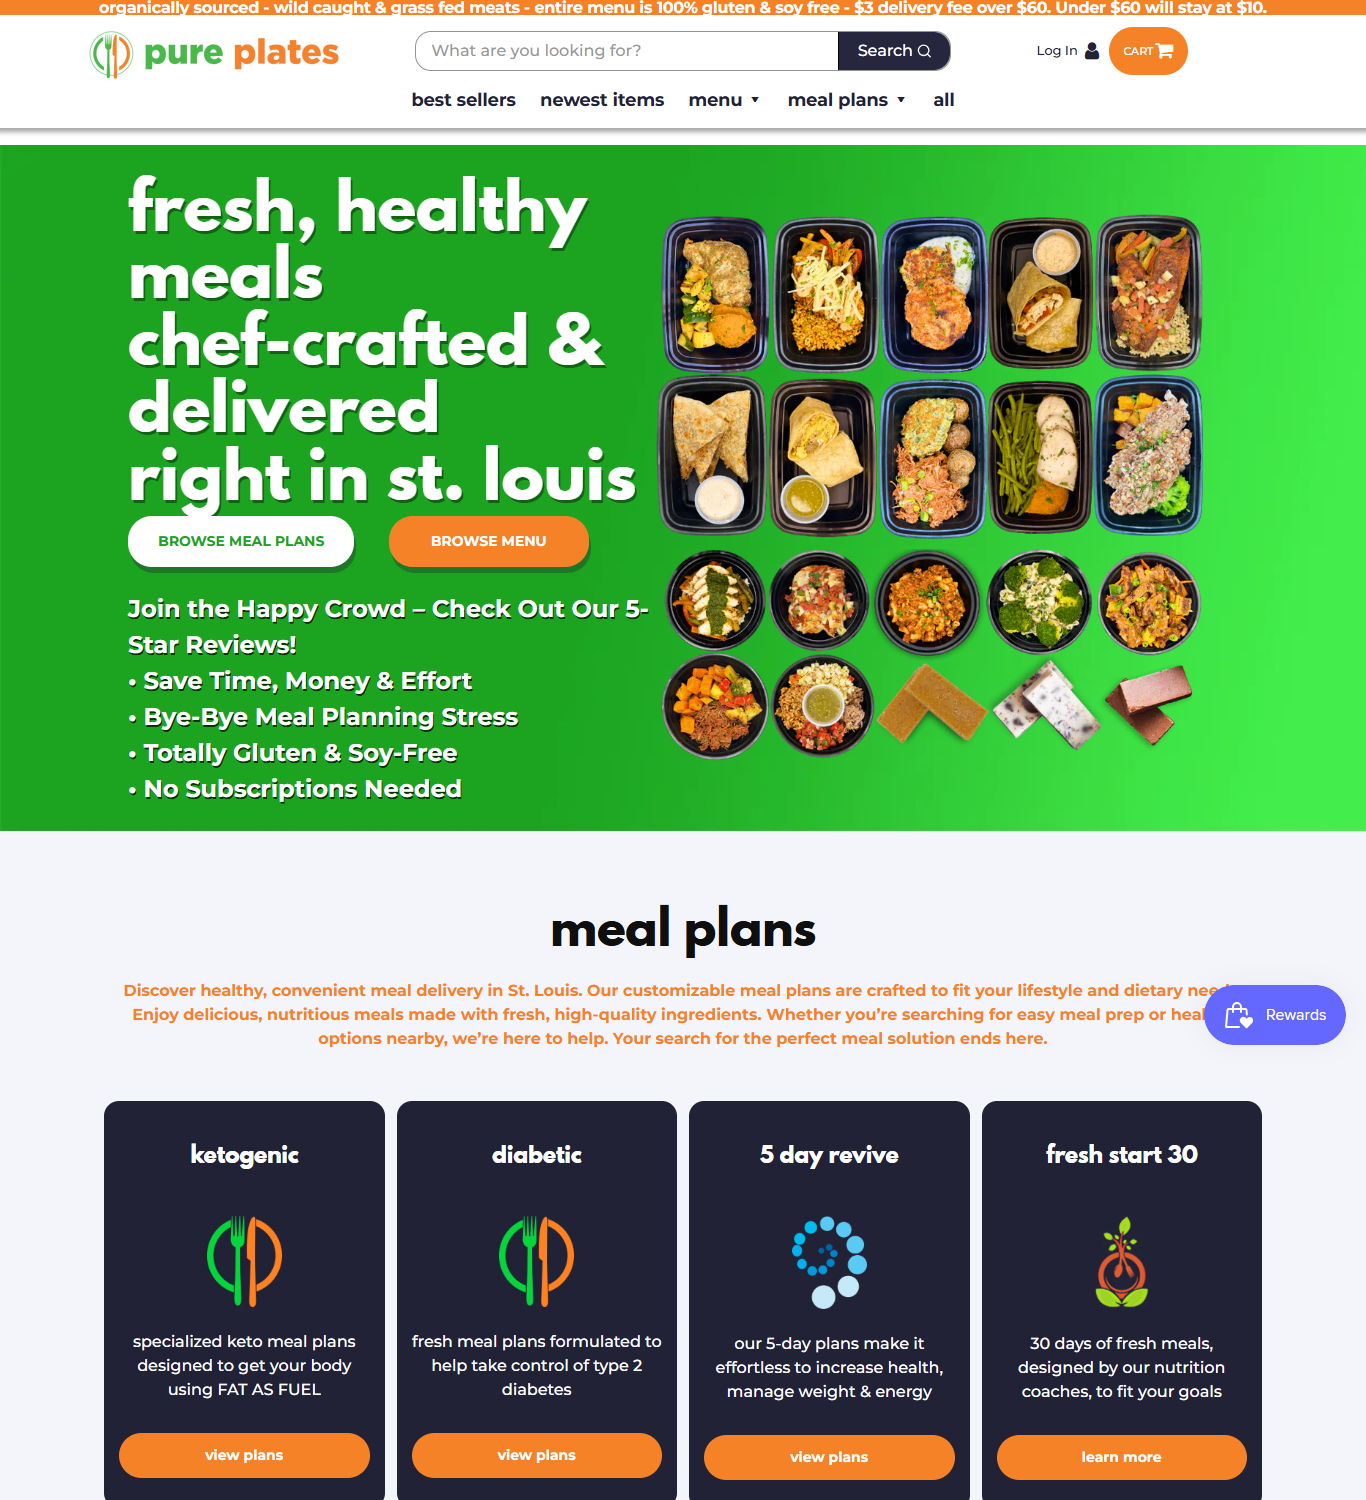 organically sourced - wild caught & grass fed meats - entire menu is 100% gluten & soy free - $3 delivery fee over $60. Under $60 will stay at $10.
pure plates
What are you looking for?
Search
Log In
CART
best sellers
newest items
menu
meal plans
all
fresh, healthy
meals
chef-crafted &
delivered
right in st. louis
BROWSE MEAL PLANS
BROWSE MENU
Join the Happy Crowd – Check Out Our 5-
Star Reviews!
• Save Time, Money & Effort
• Bye-Bye Meal Planning Stress
• Totally Gluten & Soy-Free
• No Subscriptions Needed
meal plans
Discover healthy, convenient meal delivery in St. Louis. Our customizable meal plans are crafted to fit your lifestyle and dietary
Enjoy delicious, nutritious meals made with fresh, high-quality ingredients. Whether you're searching for easy meal prep or
options nearby, we're here to help. Your search for the perfect meal solution ends here.
Rewards
ketogenic
specialized keto meal plans
designed to get your body
using FAT AS FUEL
view plans
diabetic
fresh meal plans formulated to
help take control of type 2
diabetes
view plans
5 day revive
our 5-day plans make it
effortless to increase health,
manage weight & energy
view plans
fresh start 30
30 days of fresh meals,
designed by our nutrition
coaches, to fit your goals
learn more